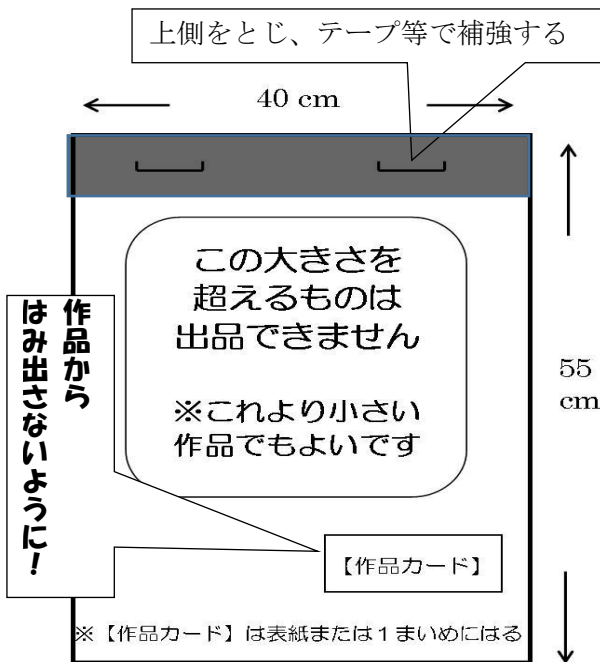 上側をとじ、テープ等で補強する
40 cm
この大きさを
超えるものは
出品できません
※これより小さい
作品でもよいです
55
cm
作品から
はみ出さないように！
【作品カード】
※【作品カード】は表紙または１まいめにはる